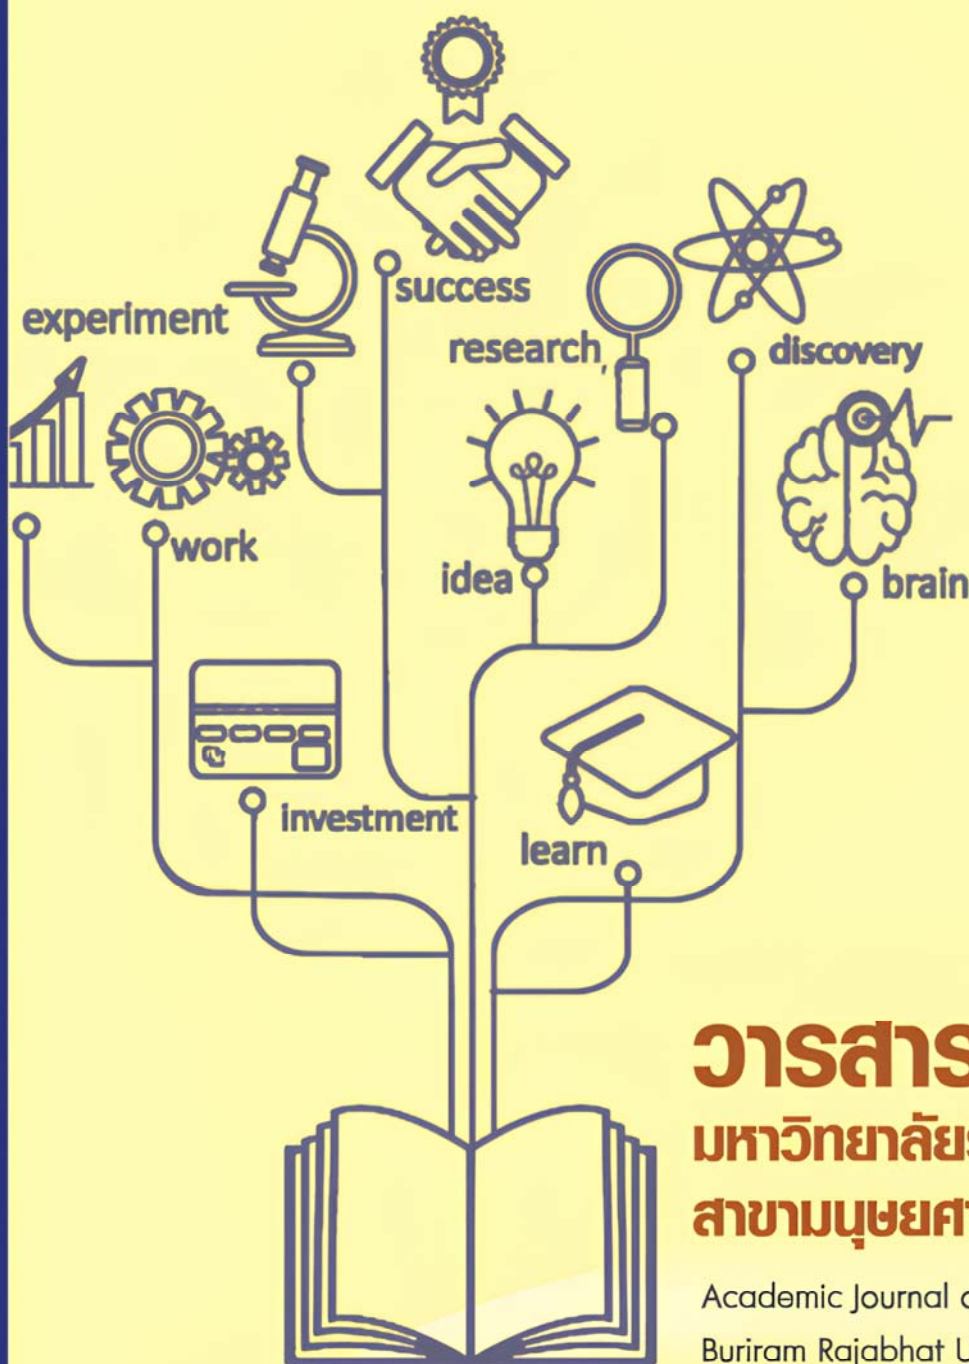 success
experiment
research,
discovery
work
idea
brain
investment
learn
วารสาร
มหาวิทยาลัย
สาขามนุษยศา
Academic Journal
Buriram Rajabhat U